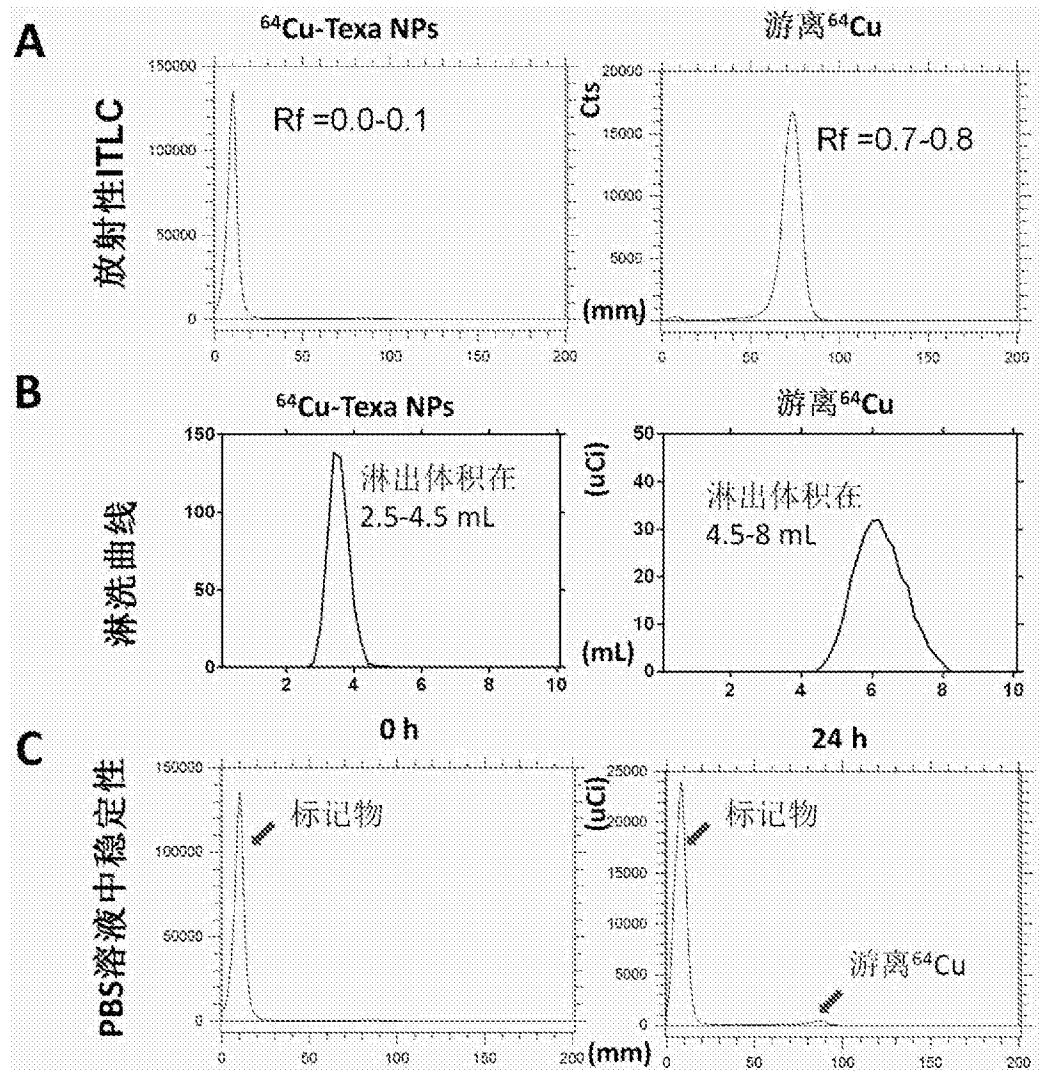 A
放射性ITLC
⁶⁴Cu-Texa NPs
150000
100000
50000
0
Rf =0.0-0.1
0 50 100 150 200
游离⁶⁴Cu
Cts
20000
15000
10000
5000
0
Rf =0.7-0.8
(mm)
0 50 100 150 200
B
淋洗曲线
⁶⁴Cu-Texa NPs
150
100
50
0
淋出体积在
2.5-4.5 mL
2 4 6 8 10
游离⁶⁴Cu
(uCi)
50
40
30
20
10
0
淋出体积在
4.5-8 mL
(mL)
2 4 6 8 10
C
PBS溶液中稳定性
0 h
150000
100000
50000
0
标记物
0 50 100 150 200
24 h
(uCi)
25000
20000
15000
10000
5000
0
标记物
游离⁶⁴Cu
(mm)
0 50 100 150 200